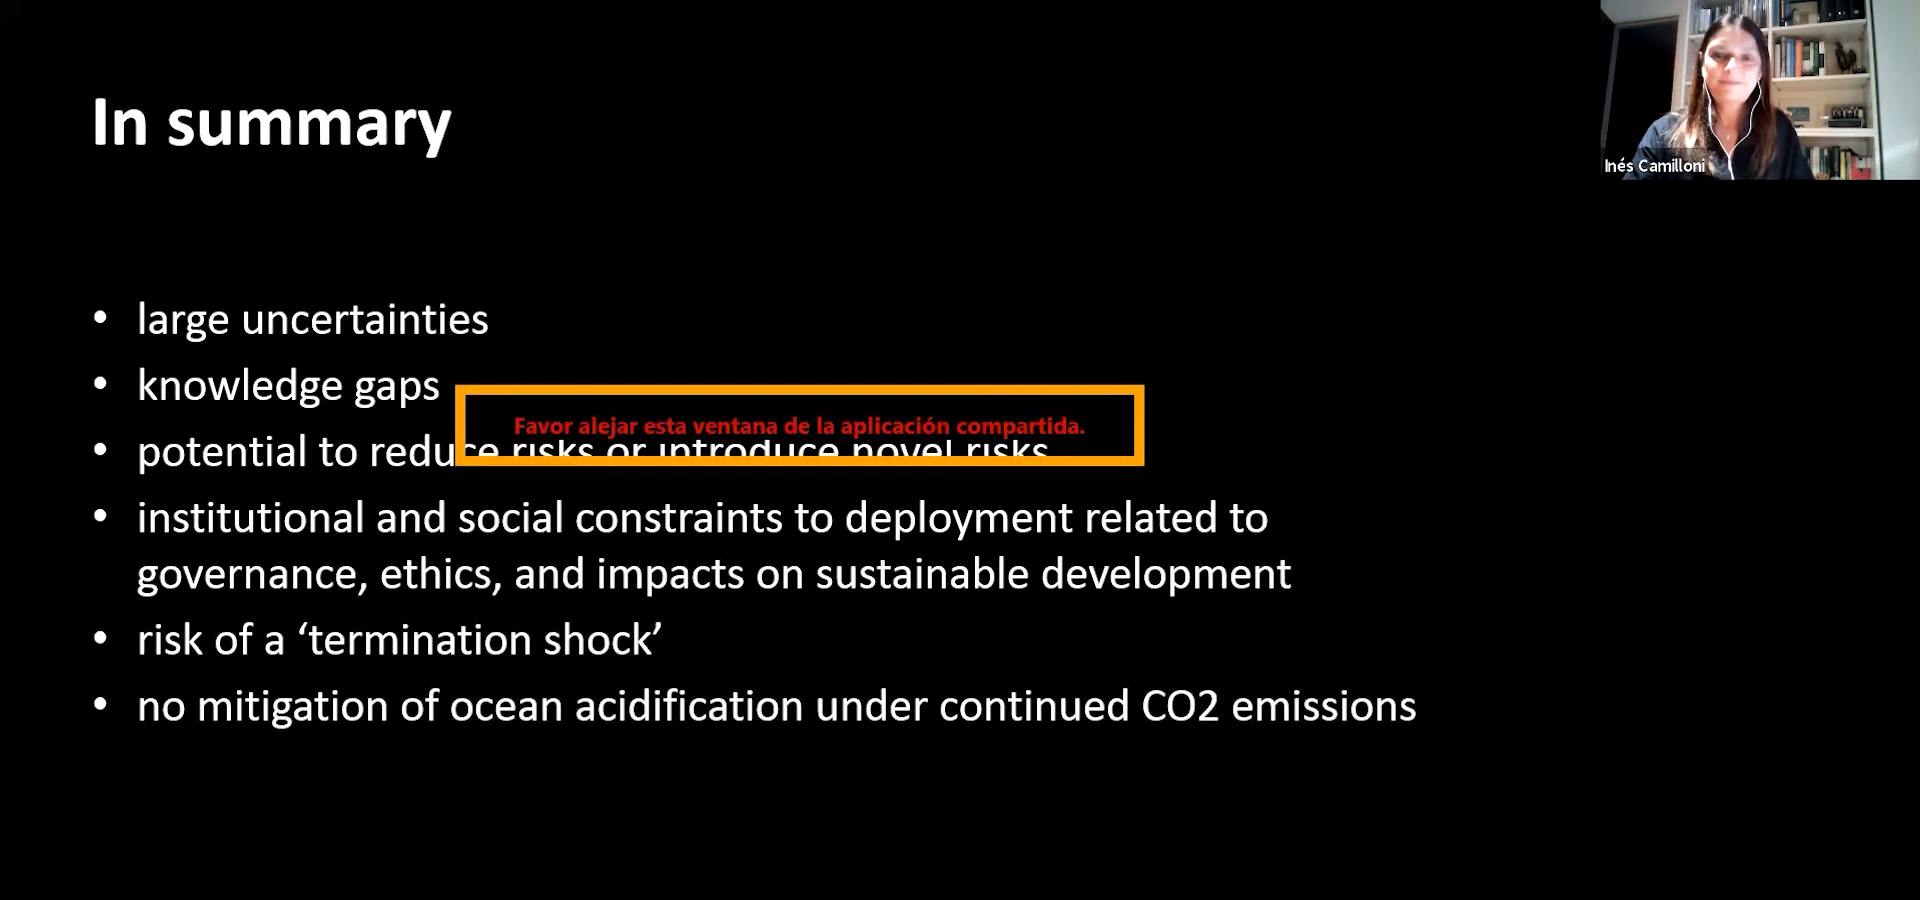 In summary
Inés Camilloni
• large uncertainties
• knowledge gaps
Favor alejar esta ventana de la aplicación compartida.
• potential to reduce risks or introduce novel risks
• institutional and social constraints to deployment related to
governance, ethics, and impacts on sustainable development
• risk of a ‘termination shock’
• no mitigation of ocean acidification under continued CO2 emissions